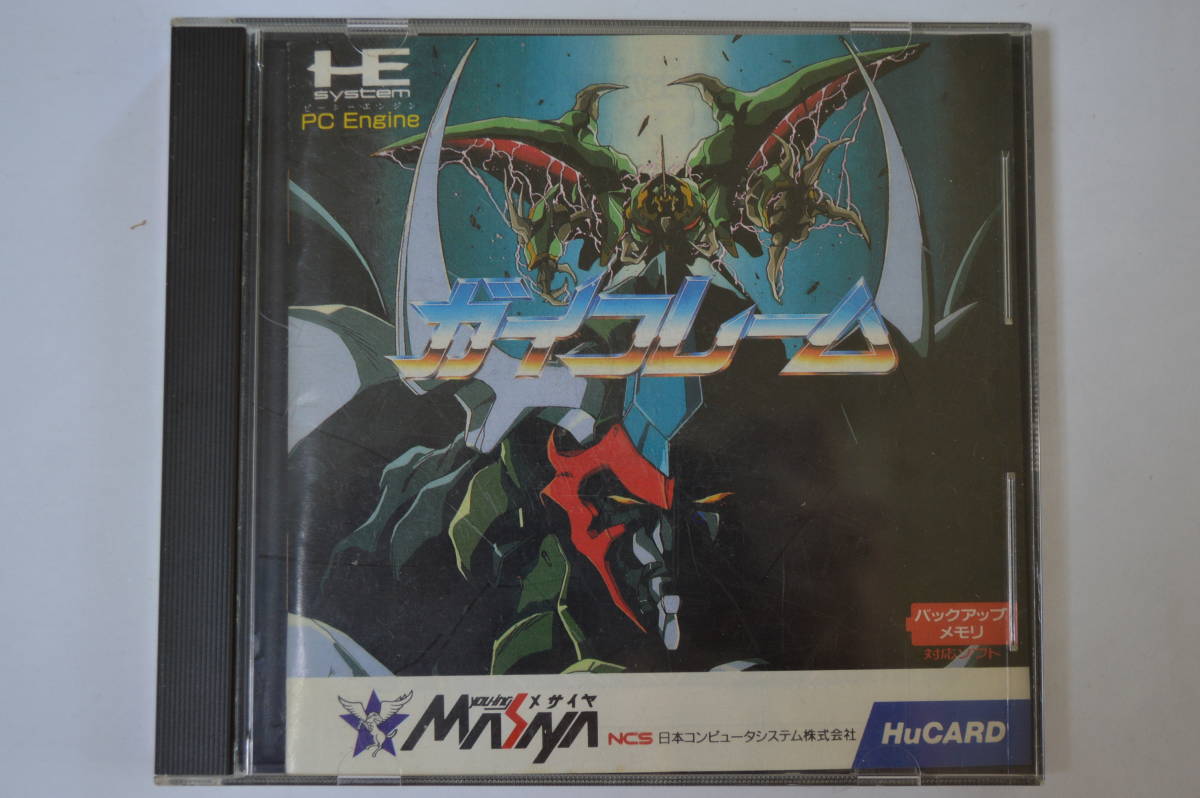 HE
system
ピーシーエンジン
PC Engine
ガイフレーム
バックアップ
メモリ
対応ソフト
you-ing メサイヤ
MASAYA
NCS 日本コンピュータシステム株式会社
HuCARD